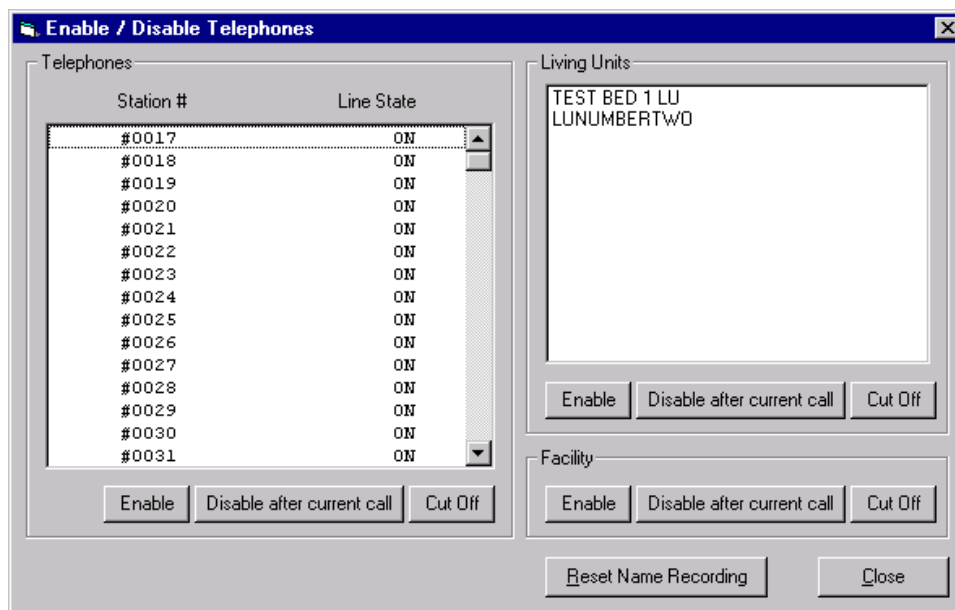 Enable / Disable Telephones
Telephones
Station # Line State
#0017 ON
#0018 ON
#0019 ON
#0020 ON
#0021 ON
#0022 ON
#0023 ON
#0024 ON
#0025 ON
#0026 ON
#0027 ON
#0028 ON
#0029 ON
#0030 ON
#0031 ON
Enable Disable after current call Cut Off
Living Units
TEST BED 1 LU
LUNUMBERTWO
Enable Disable after current call Cut Off
Facility
Enable Disable after current call Cut Off
Reset Name Recording Close